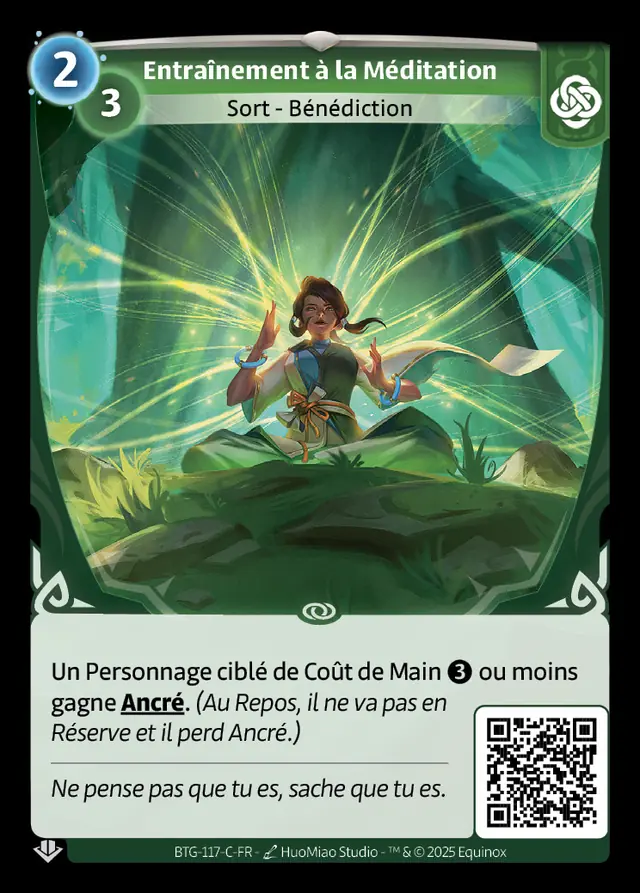 2
Entraînement à la Méditation
3
Sort - Bénédiction
Un Personnage ciblé de Coût de Main 3 ou moins
gagne Ancré. (Au Repos, il ne va pas en
Réserve et il perd Ancré.)
Ne pense pas que tu es, sache que tu es.
BTG-117-C-FR - HuoMiao Studio - ™ & © 2025 Equinox